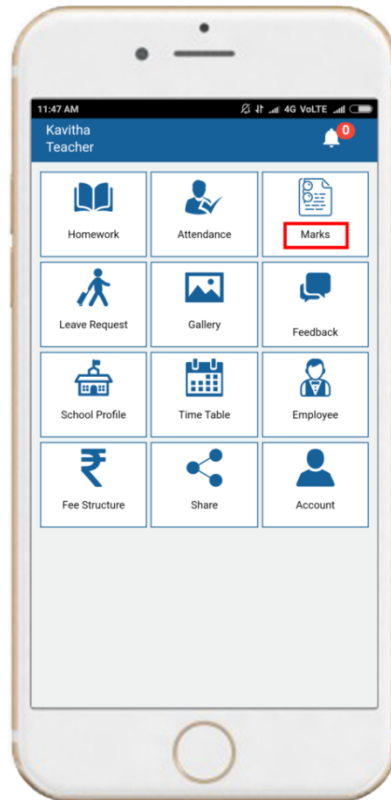 11:47 AM 4G VoLTE
Kavitha
Teacher
0
Homework Attendance Marks
Leave Request Gallery Feedback
School Profile Time Table Employee
Fee Structure Share Account